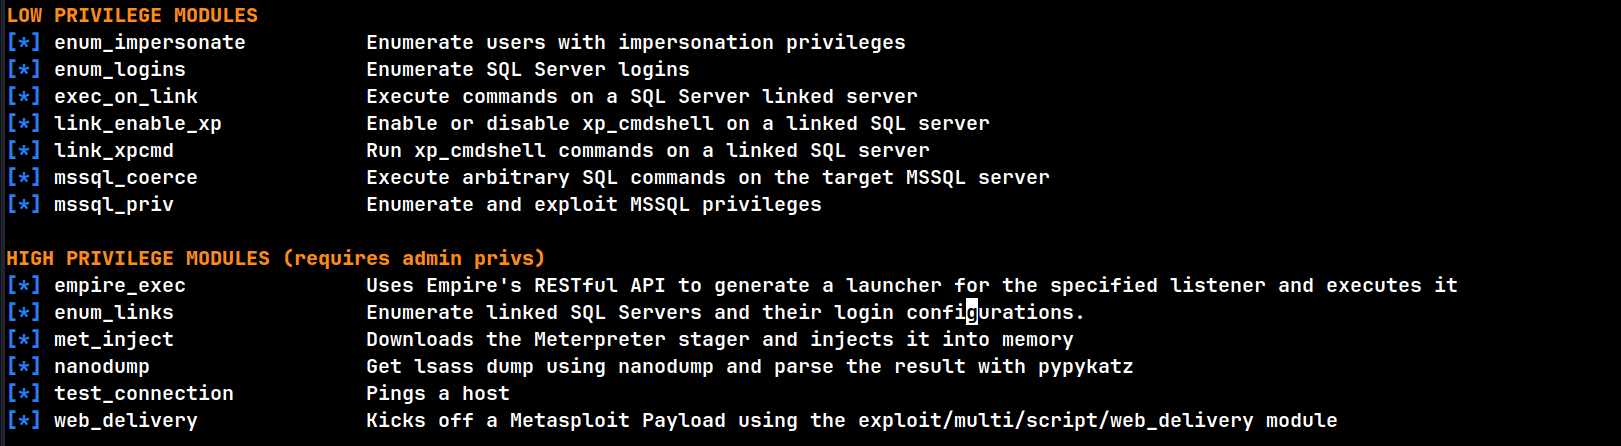 LOW PRIVILEGE MODULES
[*] enum_impersonate          Enumerate users with impersonation privileges
[*] enum_logins               Enumerate SQL Server logins
[*] exec_on_link              Execute commands on a SQL Server linked server
[*] link_enable_xp            Enable or disable xp_cmdshell on a linked SQL server
[*] link_xpcmd                Run xp_cmdshell commands on a linked SQL server
[*] mssql_coerce              Execute arbitrary SQL commands on the target MSSQL server
[*] mssql_priv                Enumerate and exploit MSSQL privileges
HIGH PRIVILEGE MODULES (requires admin privs)
[*] empire_exec               Uses Empire's RESTful API to generate a launcher for the specified listener and executes it
[*] enum_links                Enumerate linked SQL Servers and their login configurations.
[*] met_inject                Downloads the Meterpreter stager and injects it into memory
[*] nanodump                  Get lsass dump using nanodump and parse the result with pypykatz
[*] test_connection           Pings a host
[*] web_delivery              Kicks off a Metasploit Payload using the exploit/multi/script/web_delivery module